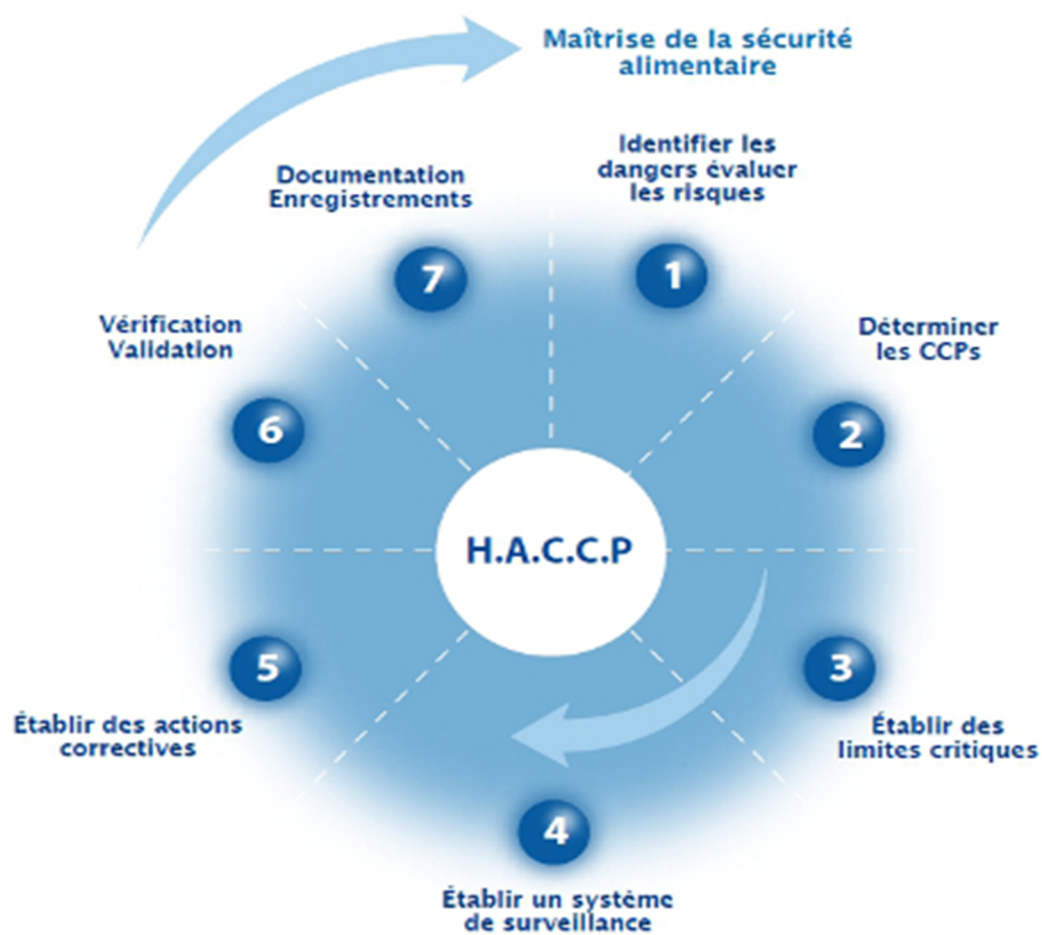 Maîtrise de la sécurité
alimentaire
Identifier les
dangers évaluer
les risques
1
Déterminer
les CCPs
2
3
Établir des
limites critiques
4
Établir un système
de surveillance
5
Établir des actions
correctives
Vérification
Validation
6
Documentation
Enregistrements
7
H.A.C.C.P